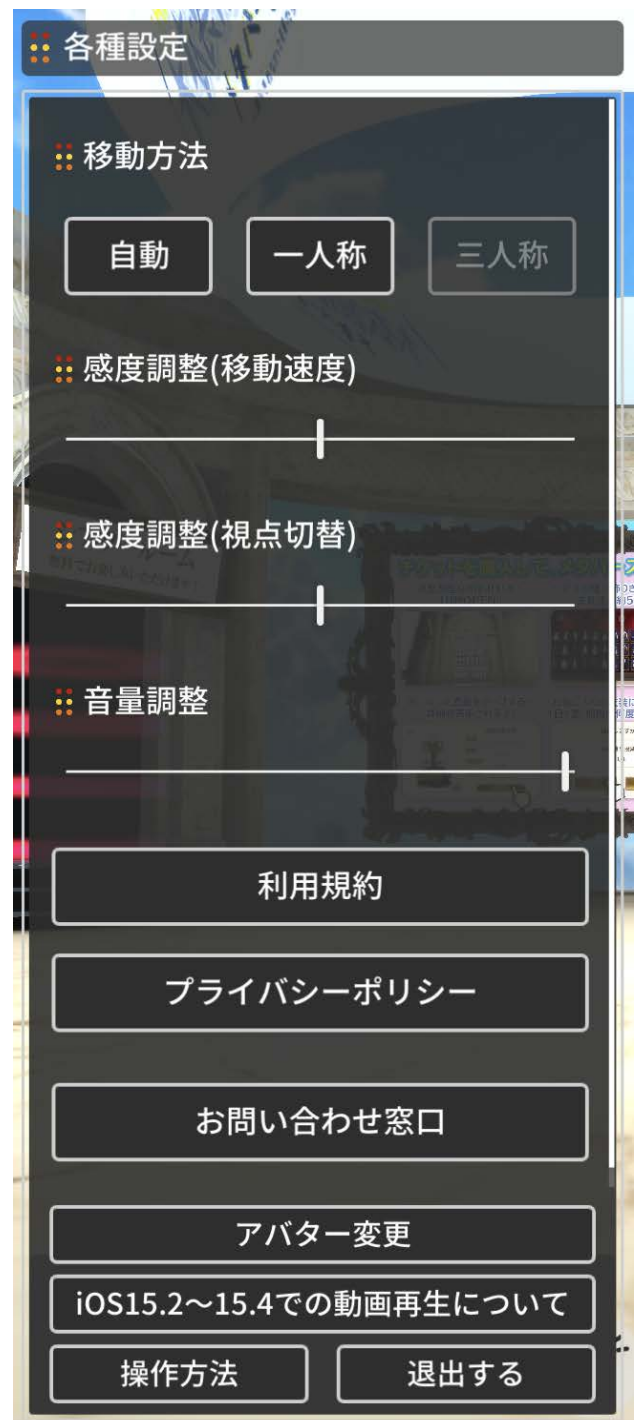 各種設定
移動方法
自動 一人称 三人称
感度調整(移動速度)
感度調整(視点切替)
音量調整
利用規約
プライバシーポリシー
お問い合わせ窓口
アバター変更
iOS15.2～15.4での動画再生について
操作方法 退出する